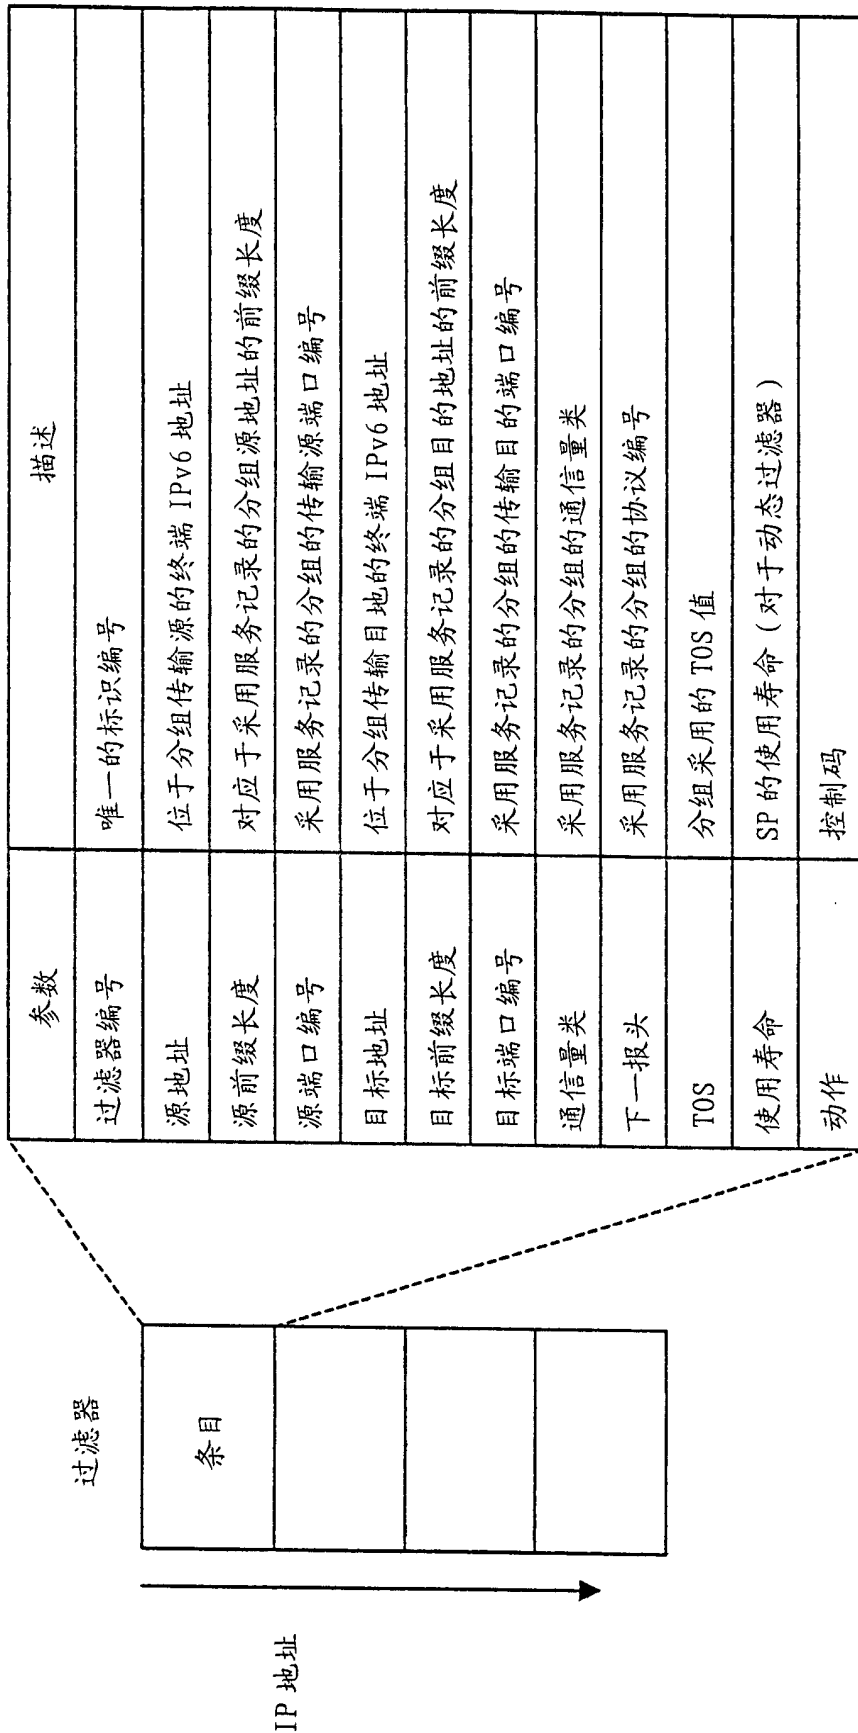 IP 地址
过滤器
条目
参数 描述
过滤器编号 唯一的标识编号
源地址 位于分组传输源的终端 IPv6 地址
源前缀长度 对应于采用服务记录的分组源地址的前缀长度
源端口编号 采用服务记录的分组的传输源端口编号
目标地址 位于分组传输目地的终端 IPv6 地址
目标前缀长度 对应于采用服务记录的分组目的地址的前缀长度
目标端口编号 采用服务记录的分组的传输目的端口编号
通信量类 采用服务记录的分组的通信量类
下一报头 采用服务记录的分组的协议编号
TOS 分组采用的 TOS 值
使用寿命 SP 的使用寿命（对于动态过滤器）
动作 控制码